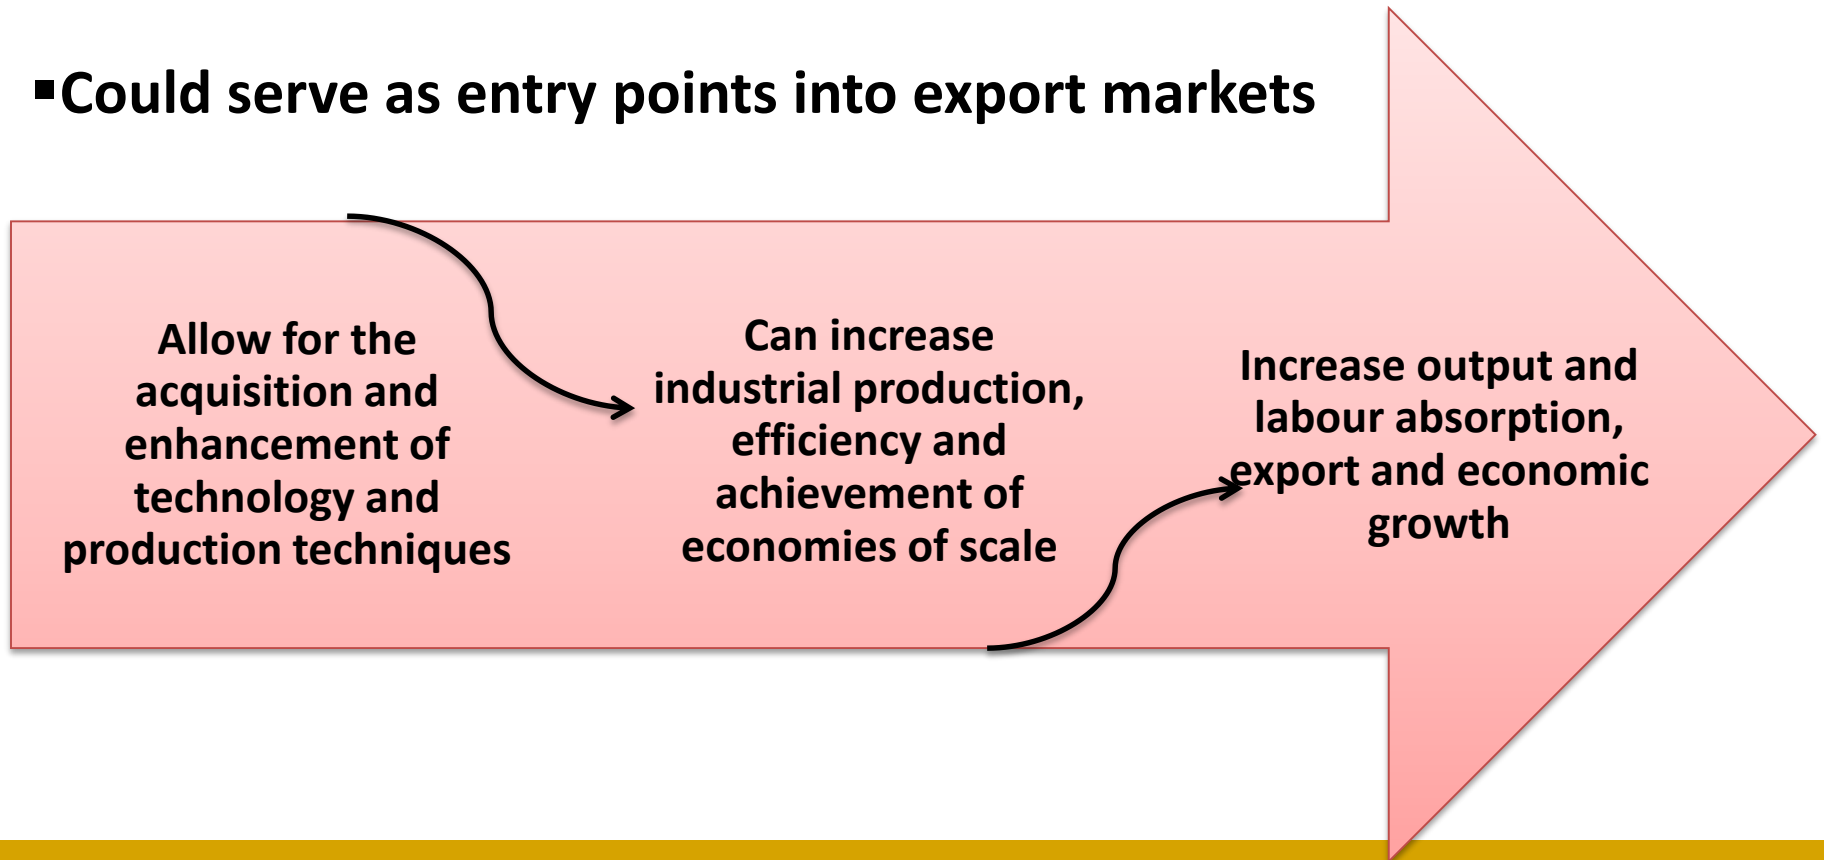 ▪Could serve as entry points into export markets
Allow for the
acquisition and
enhancement of
technology and
production techniques
Can increase
industrial production,
efficiency and
achievement of
economies of scale
Increase output and
labour absorption,
export and economic
growth